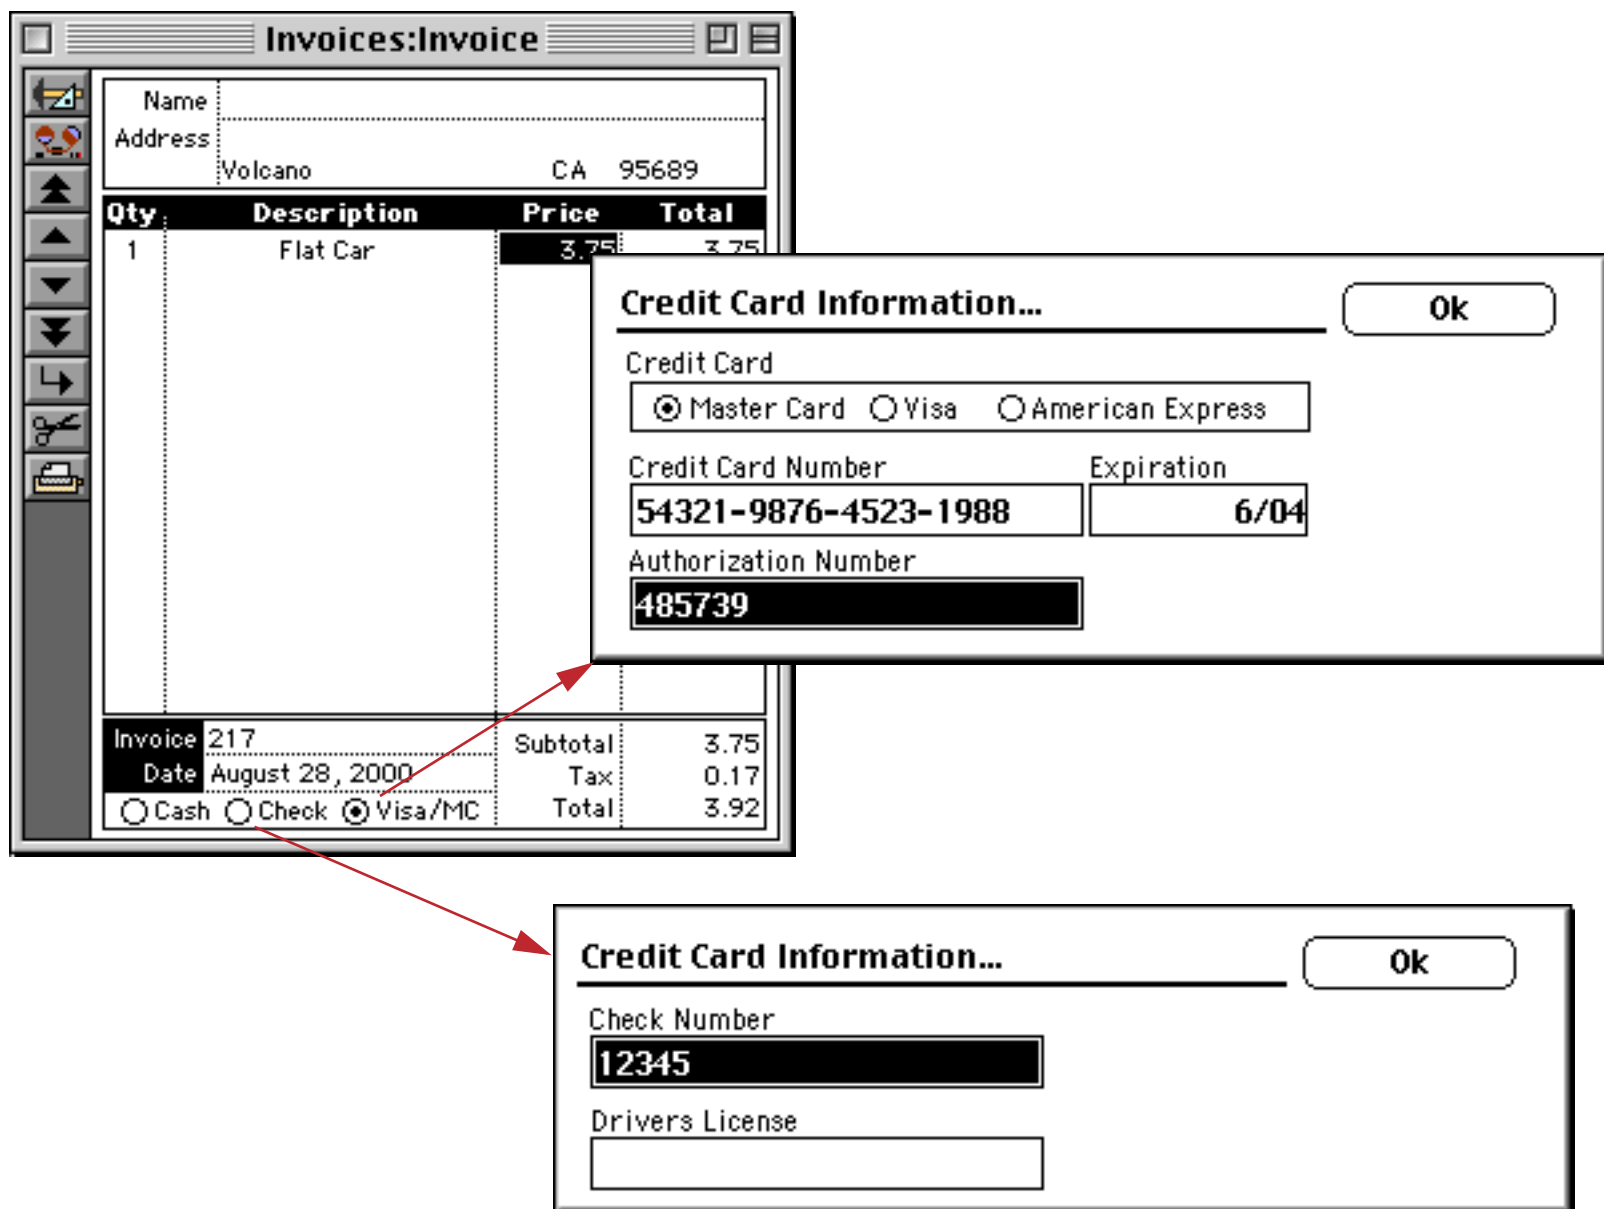 Invoices:Invoice
Name
Address
Volcano CA 95689
Qty Description Price Total
1 Flat Car 3.75 3.75
Invoice 217
Date August 28, 2000
Cash Check Visa/MC
Subtotal 3.75
Tax 0.17
Total 3.92
Credit Card Information...
Ok
Credit Card
Master Card Visa American Express
Credit Card Number Expiration
54321-9876-4523-1988 6/04
Authorization Number
485739
Credit Card Information...
Ok
Check Number
12345
Drivers License